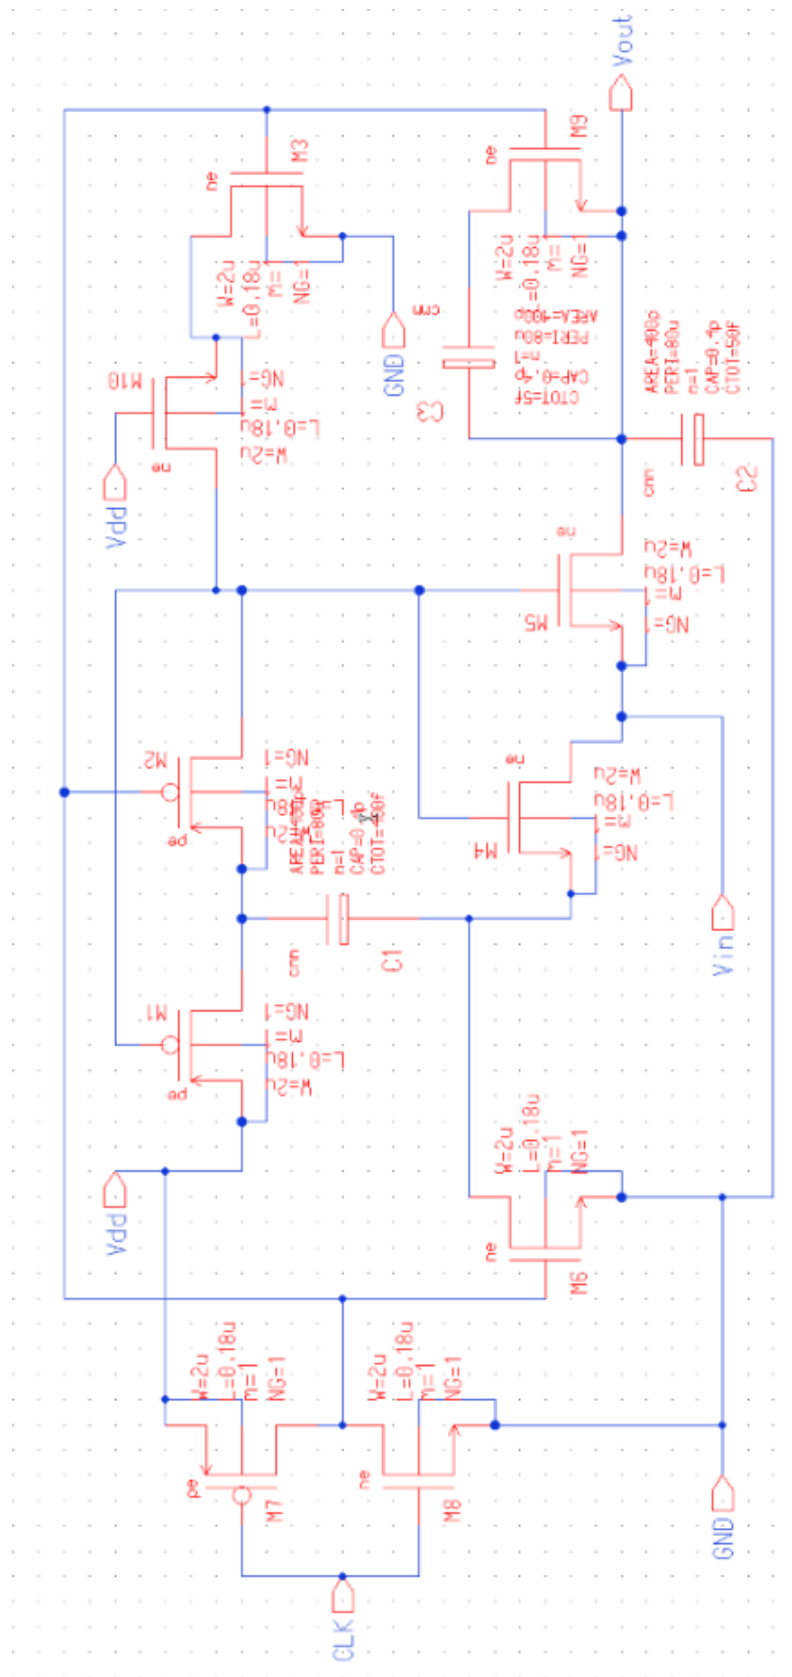 Vout
M9
ne
M3
ne
W=2u
L=0.18u
M=1
NG=1
W=2u
L=0.18u
M=1
NG=1
cnn
AREA=400p
PERI=80u
n=1
CAP=0.4p
CTOT=5f
C3
GND
AREA=400p
PERI=80u
n=1
CAP=0.4p
CTOT=50f
cnn
C2
M10
NG=
M=
L=0.18u
W=2u
ne
Vdd
ne
W=2u
L=0.18u
M=
NG=1
M5
M2
NG=1
M=1
pe
AREA=400p
PERI=80u
n=1
CAP=0.4p
cnn
C1
ne
W=2u
L=0.18u
M=
NG=1
M4
Vin
M1
NG=1
M=1
L=0.18u
W=2u
pe
Vdd
W=2u
L=0.18u
m=1
NG=1
ne
M6
W=2u
L=0.18u
m=1
NG=1
pe
M7
W=2u
L=0.18u
m=1
NG=1
ne
M8
GND
CLK